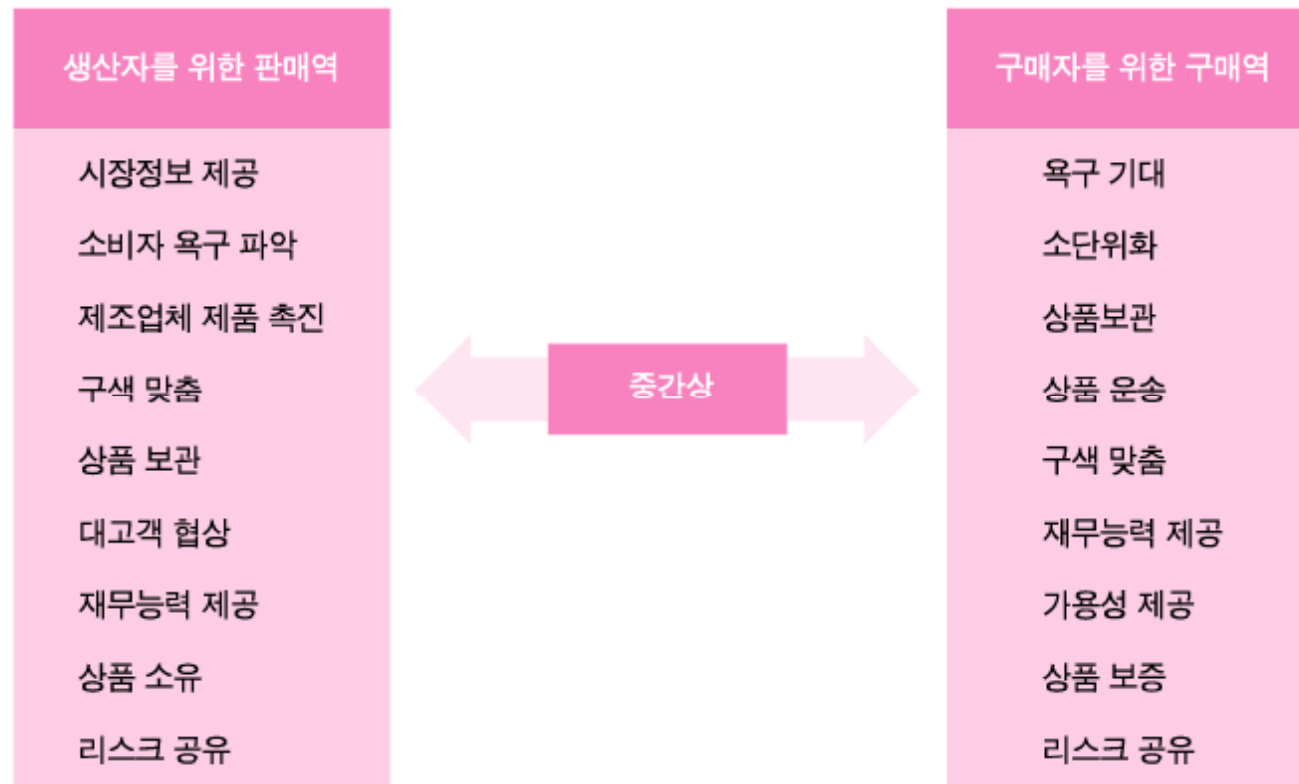 생산자를 위한 판매역
시장정보 제공
소비자 욕구 파악
제조업체 제품 촉진
구색 맞춤
상품 보관
대고객 협상
재무능력 제공
상품 소유
리스크 공유
중간상
구매자를 위한 구매역
욕구 기대
소단위화
상품보관
상품 운송
구색 맞춤
재무능력 제공
가용성 제공
상품 보증
리스크 공유